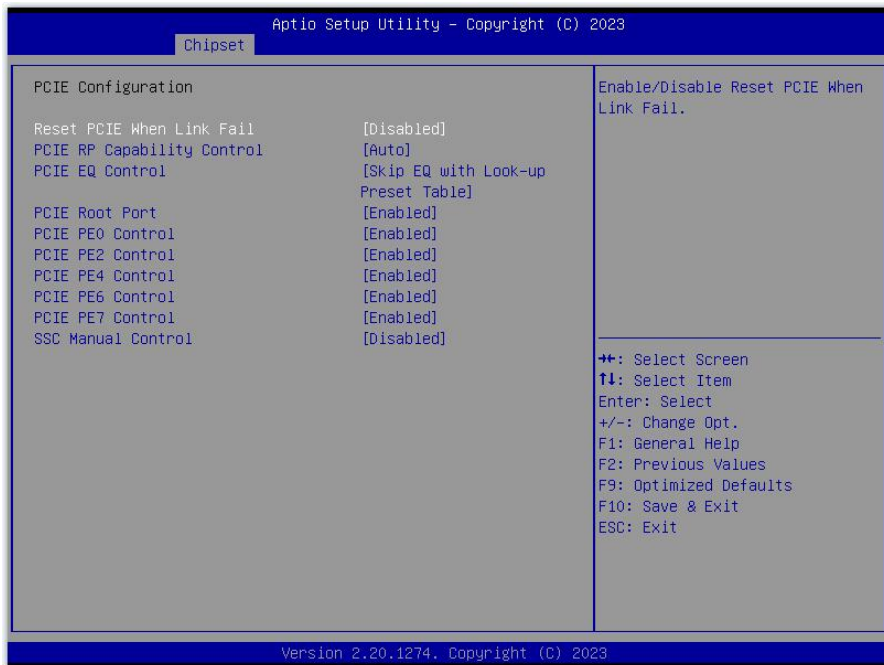 Aptio Setup Utility – Copyright (C) 2023
Chipset
PCIE Configuration
Reset PCIE When Link Fail [Disabled]
PCIE RP Capability Control [Auto]
PCIE EQ Control [Skip EQ with Look-up
Preset Table]
PCIE Root Port [Enabled]
PCIE PE0 Control [Enabled]
PCIE PE2 Control [Enabled]
PCIE PE4 Control [Enabled]
PCIE PE6 Control [Enabled]
PCIE PE7 Control [Enabled]
SSC Manual Control [Disabled]
Enable/Disable Reset PCIE When
Link Fail.
→←: Select Screen
↑↓: Select Item
Enter: Select
+/-: Change Opt.
F1: General Help
F2: Previous Values
F9: Optimized Defaults
F10: Save & Exit
ESC: Exit
Version 2.20.1274. Copyright (C) 2023